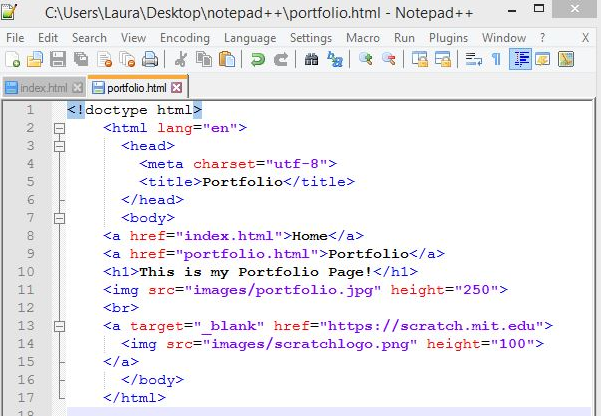 C:\Users\Laura\Desktop\notepad++\portfolio.html - Notepad++
File Edit Search View Encoding Language Settings Macro Run Plugins Window ? X
index.html portfolio.html
1 <!doctype html>
2 <html lang="en">
3 <head>
4 <meta charset="utf-8">
5 <title>Portfolio</title>
6 </head>
7 <body>
8 <a href="index.html">Home</a>
9 <a href="portfolio.html">Portfolio</a>
10 <h1>This is my Portfolio Page!</h1>
11 <img src="images/portfolio.jpg" height="250">
12 <br>
13 <a target="_blank" href="https://scratch.mit.edu">
14 <img src="images/scratchlogo.png" height="100">
15 </a>
16 </body>
17 </html>
18